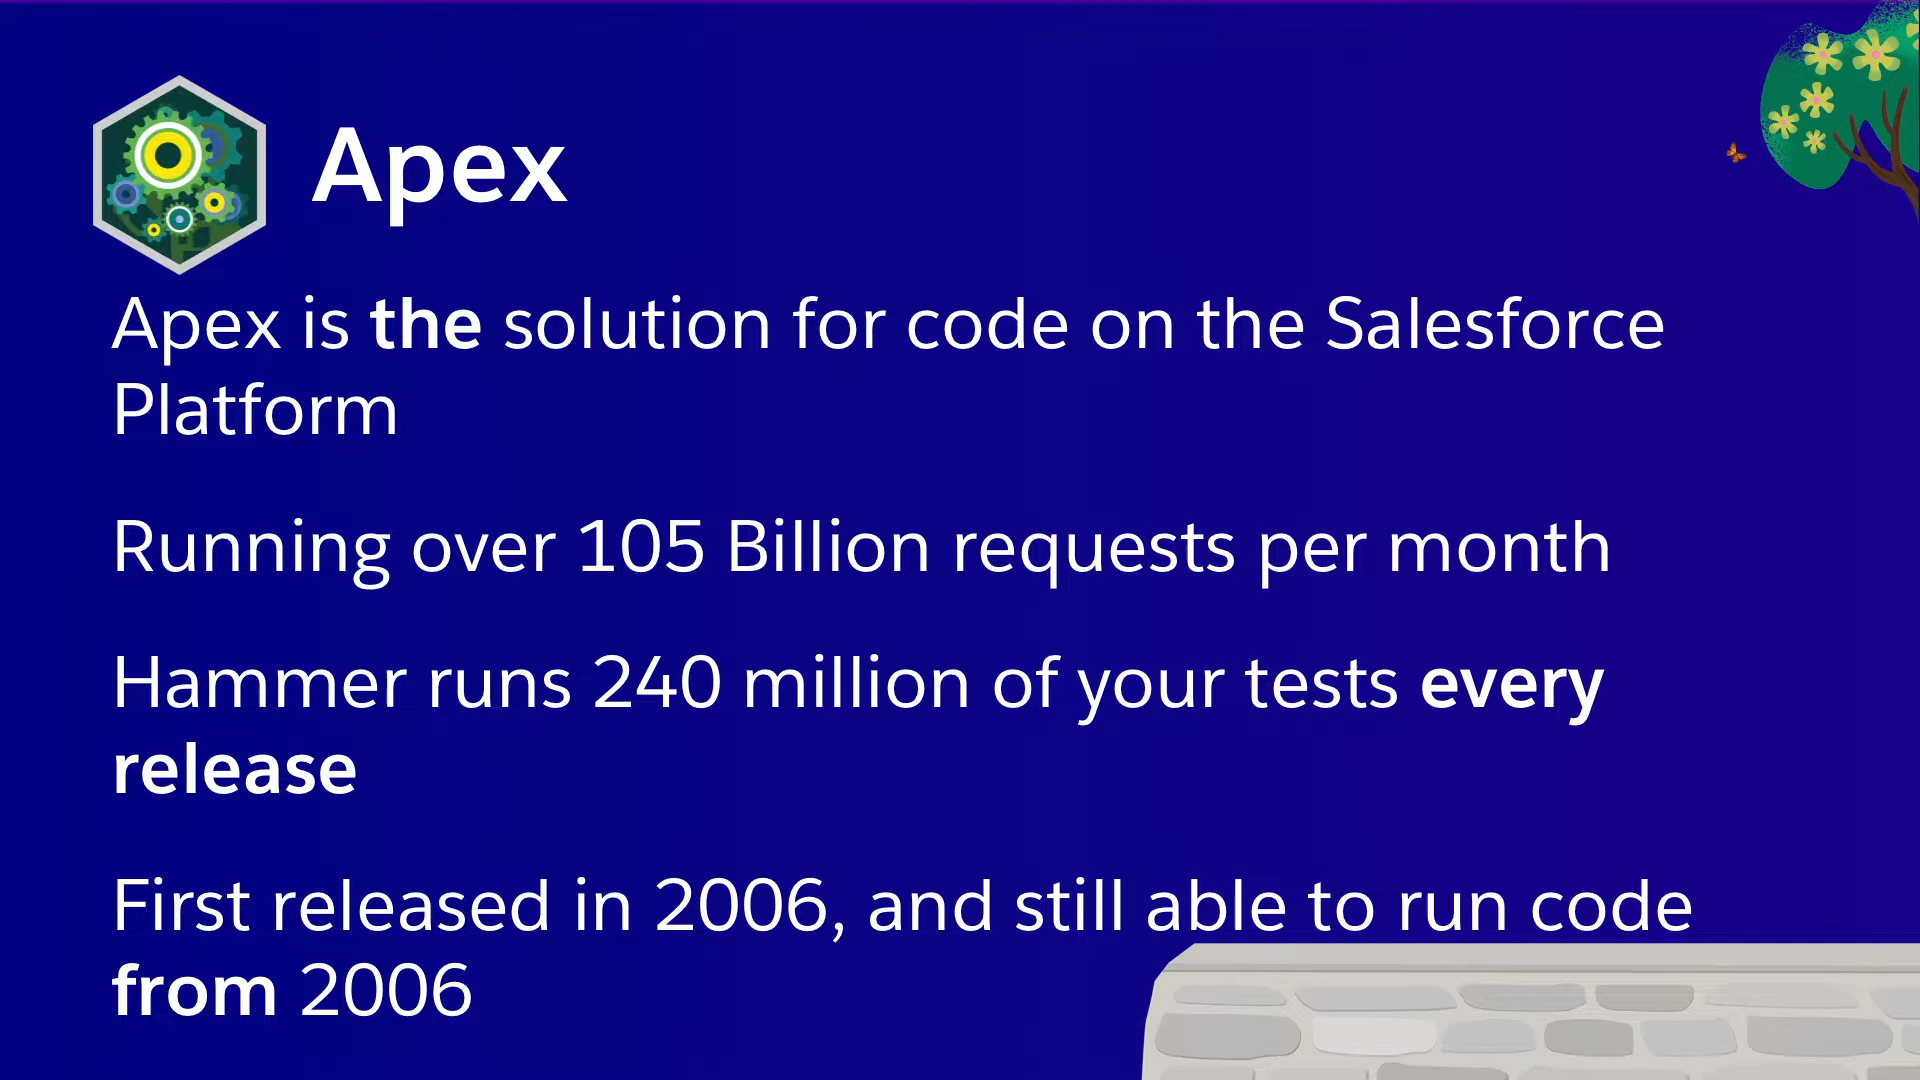 Apex
Apex is the solution for code on the Salesforce
Platform
Running over 105 Billion requests per month
Hammer runs 240 million of your tests every
release
First released in 2006, and still able to run code
from 2006